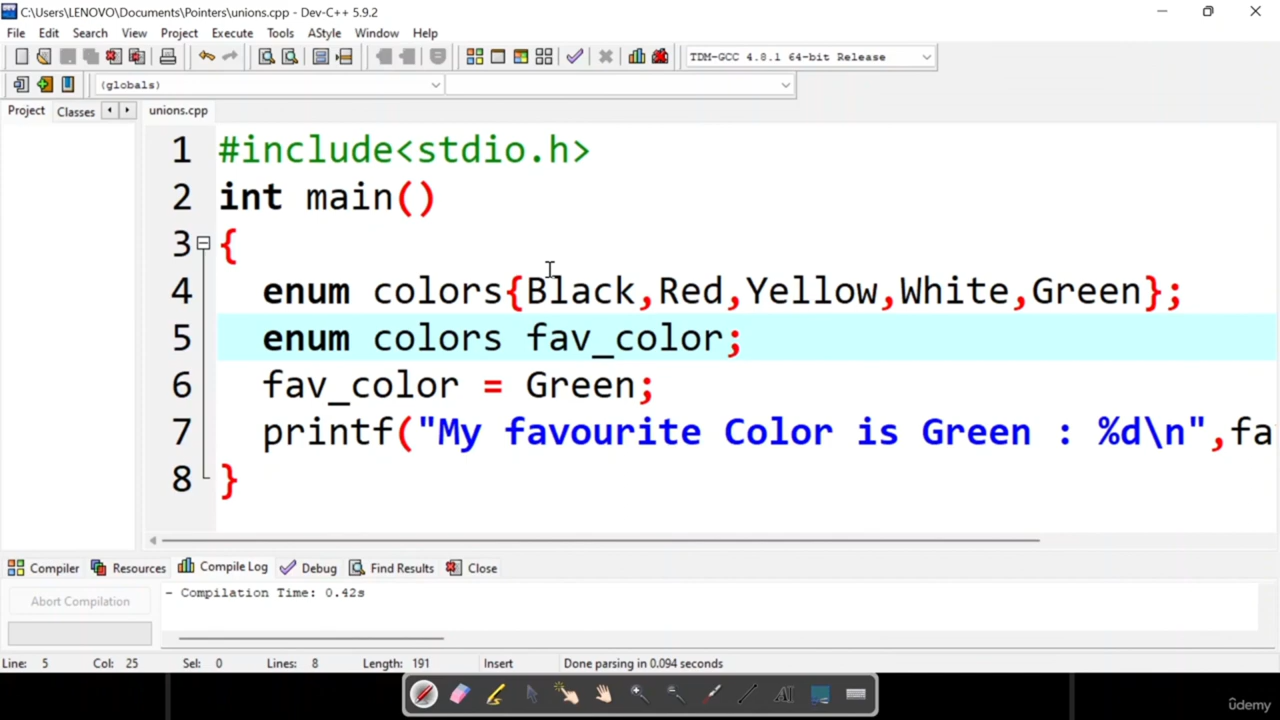 C:\Users\LENOVO\Documents\Pointers\unions.cpp - Dev-C++ 5.9.2
File Edit Search View Project Execute Tools AStyle Window Help
TDM-GCC 4.8.1 64-bit Release
(globals)
Project Classes unions.cpp
1 #include<stdio.h>
2 int main()
3 {
4 enum colors{Black,Red,Yellow,White,Green};
5 enum colors fav_color;
6 fav_color = Green;
7 printf("My favourite Color is Green : %d\n",fa
8 }
Compiler Resources Compile Log Debug Find Results Close
Abort Compilation
- Compilation Time: 0.42s
Line: 5 Col: 25 Sel: 0 Lines: 8 Length: 191 Insert Done parsing in 0.094 seconds
AI
ûdemy